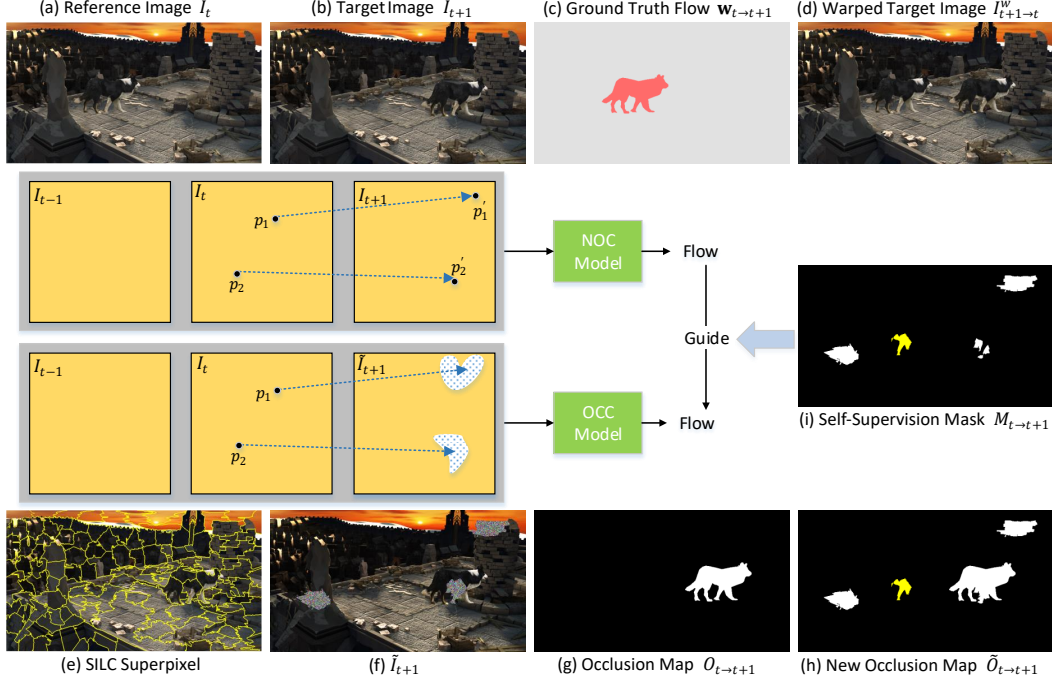 (a) Reference Image I_t
(b) Target Image I_{t+1}
(c) Ground Truth Flow w_{t→t+1}
(d) Warped Target Image I^w_{t+1→t}
I_{t−1}
I_t
I_{t+1}
p_1
p_1'
p_2
p_2'
NOC
Model
Flow
Guide
I_{t−1}
I_t
Ĩ_{t+1}
p_1
p_2
OCC
Model
Flow
(i) Self-Supervision Mask M_{t→t+1}
(e) SILC Superpixel
(f) Ĩ_{t+1}
(g) Occlusion Map O_{t→t+1}
(h) New Occlusion Map Õ_{t→t+1}